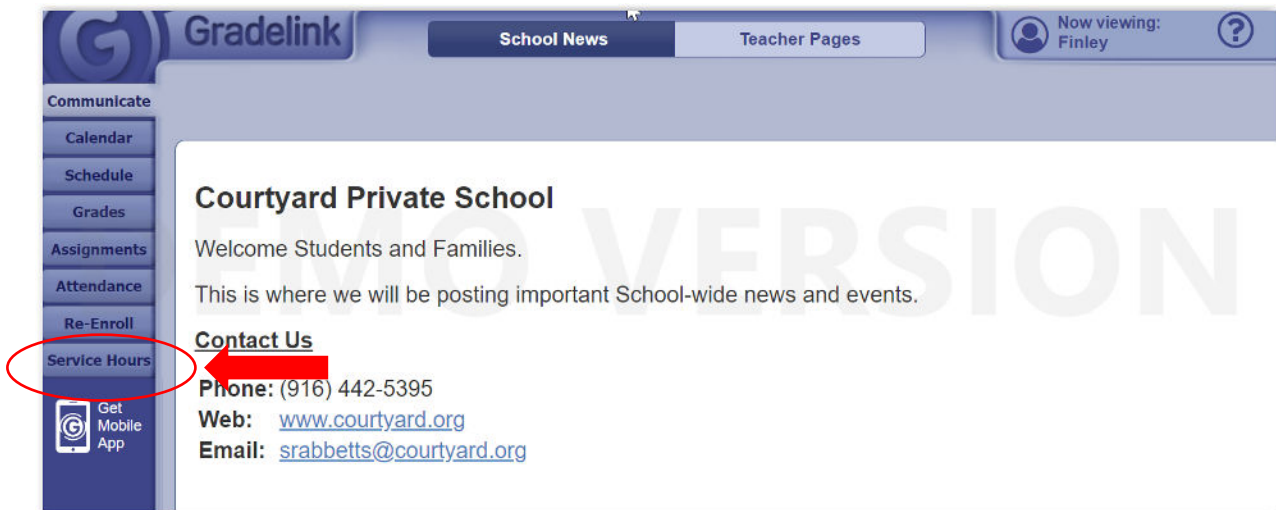 Gradelink
School News
Teacher Pages
Now viewing:
Finley
?
Communicate
Calendar
Schedule
Grades
Assignments
Attendance
Re-Enroll
Service Hours
G
Get
Mobile
App
EMO VERSION
Courtyard Private School
Welcome Students and Families.
This is where we will be posting important School-wide news and events.
Contact Us
Phone: (916) 442-5395
Web: www.courtyard.org
Email: srabbetts@courtyard.org